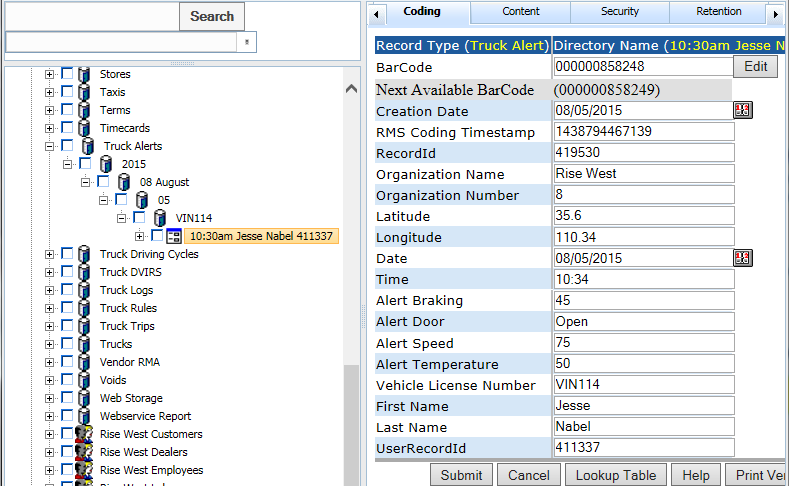 Search
Stores
Taxis
Terms
Timecards
Truck Alerts
2015
08 August
05
VIN114
10:30am Jesse Nabel 411337
Truck Driving Cycles
Truck DVIRS
Truck Logs
Truck Rules
Truck Trips
Trucks
Vendor RMA
Voids
Web Storage
Webservice Report
Rise West Customers
Rise West Dealers
Rise West Employees
Coding Content Security Retention
Record Type (Truck Alert) Directory Name (10:30am Jesse N
BarCode 000000858248 Edit
Next Available BarCode (000000858249)
Creation Date 08/05/2015
RMS Coding Timestamp 1438794467139
RecordId 419530
Organization Name Rise West
Organization Number 8
Latitude 35.6
Longitude 110.34
Date 08/05/2015
Time 10:34
Alert Braking 45
Alert Door Open
Alert Speed 75
Alert Temperature 50
Vehicle License Number VIN114
First Name Jesse
Last Name Nabel
UserRecordId 411337
Submit Cancel Lookup Table Help Print Ver